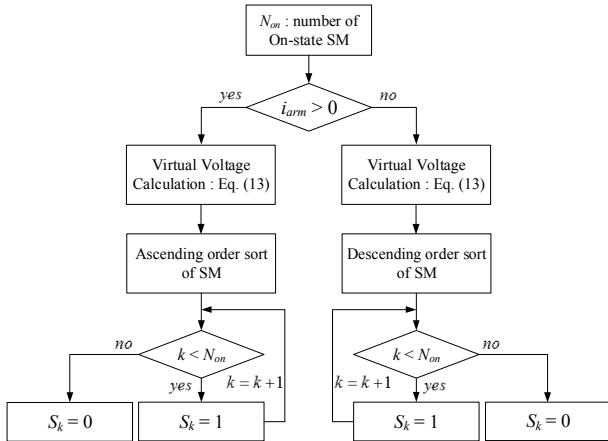 N_on : number of
On-state SM
yes
no
i_arm > 0
Virtual Voltage
Calculation : Eq. (13)
Virtual Voltage
Calculation : Eq. (13)
Ascending order sort
of SM
Descending order sort
of SM
no
k < N_on
yes
k = k +1
k < N_on
no
k = k +1
yes
S_k = 0
S_k = 1
S_k = 1
S_k = 0